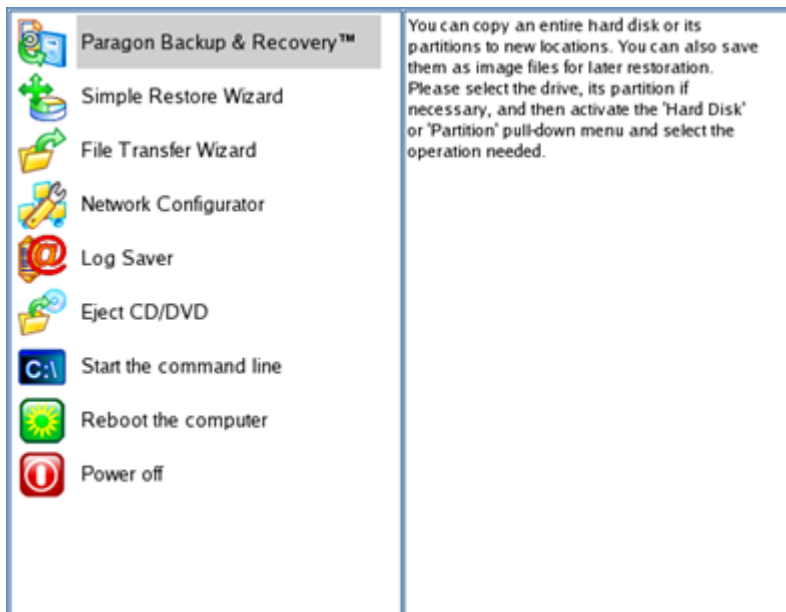 Paragon Backup & Recovery™
Simple Restore Wizard
File Transfer Wizard
Network Configurator
@
Log Saver
Eject CD/DVD
C:\
Start the command line
Reboot the computer
Power off
You can copy an entire hard disk or its
partitions to new locations. You can also save
them as image files for later restoration.
Please select the drive, its partition if
necessary, and then activate the 'Hard Disk'
or 'Partition' pull-down menu and select the
operation needed.